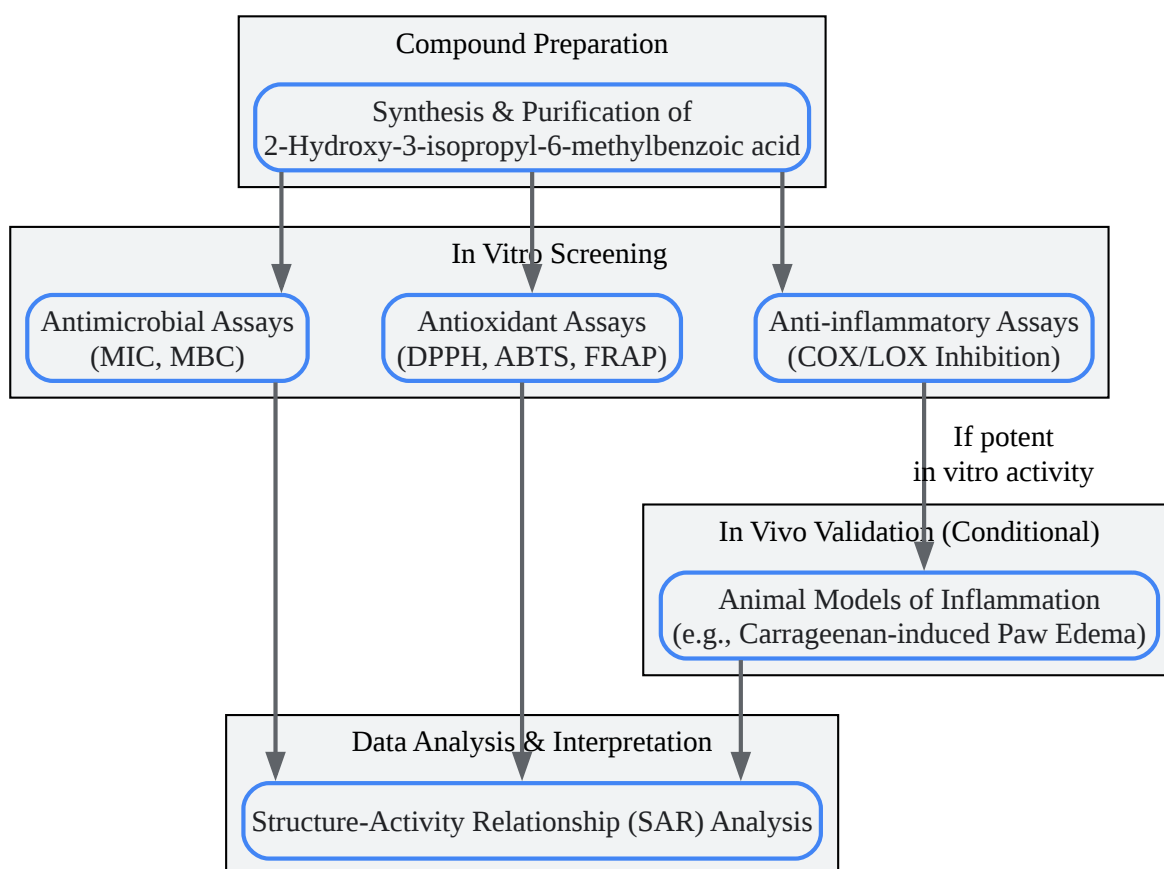 Compound Preparation
Synthesis & Purification of
2-Hydroxy-3-isopropyl-6-methylbenzoic acid
In Vitro Screening
Antimicrobial Assays
(MIC, MBC)
Antioxidant Assays
(DPPH, ABTS, FRAP)
Anti-inflammatory Assays
(COX/LOX Inhibition)
If potent
in vitro activity
In Vivo Validation (Conditional)
Animal Models of Inflammation
(e.g., Carrageenan-induced Paw Edema)
Data Analysis & Interpretation
Structure-Activity Relationship (SAR) Analysis